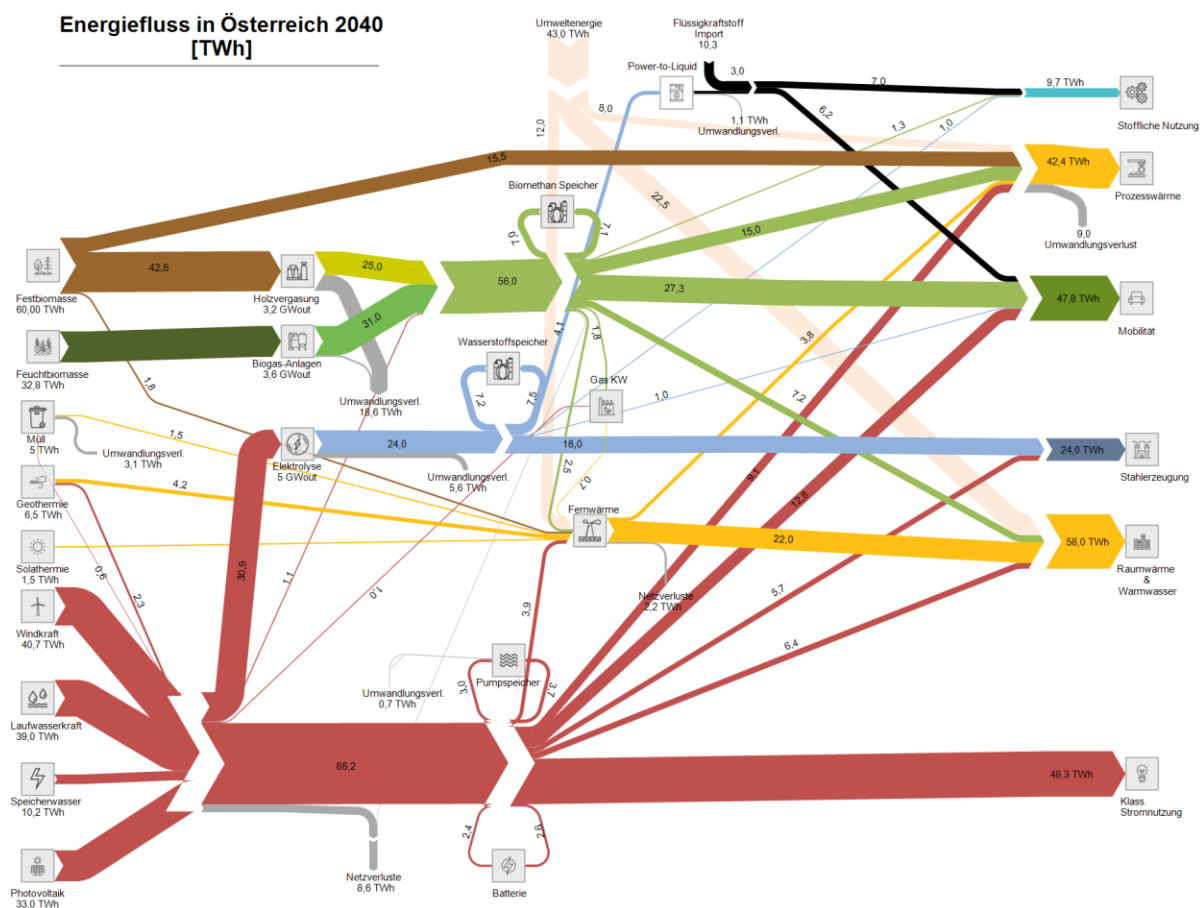 Energiefluss in Österreich 2040
[TWh]
Umweltenergie
43,0 TWh
Flüssigkraftstoff
Import
10,3
Power-to-Liquid
3,0
7,0
9,7 TWh
Stoffliche Nutzung
1,1 TWh
Umwandlungsverl.
8,0
6,2
1,3
1,0
12,0
15,5
42,4 TWh
Prozesswärme
Biomethan Speicher
7,0
7,1
22,5
15,0
9,0
Umwandlungsverlust
Festbiomasse
60,00 TWh
42,6
Holzvergasung
3,2 GWout
25,0
56,0
27,3
47,8 TWh
Mobilität
Feuchtbiomasse
32,8 TWh
Biogas-Anlagen
3,6 GWout
31,0
4,1
1,8
3,8
Wasserstoffspeicher
7,2
7,5
Gas KW
1,0
7,2
1,8
Umwandlungsverl.
18,6 TWh
Müll
5 TWh
Umwandlungsverl.
3,1 TWh
1,5
Elektrolyse
5 GWout
24,0
18,0
24,0 TWh
Stahlerzeugung
Umwandlungsverl.
5,6 TWh
2,5
0,7
9,1
12,8
Geothermie
6,5 TWh
4,2
Fernwärme
22,0
58,0 TWh
Raumwärme
&
Warmwasser
Solathermie
1,5 TWh
0,6
2,3
30,9
1,1
1,0
3,9
Netzverluste
2,2 TWh
5,7
6,4
Windkraft
40,7 TWh
Pumpspeicher
3,0
3,7
Umwandlungsverl.
0,7 TWh
Laufwasserkraft
39,0 TWh
86,2
48,3 TWh
Klass.
Stromnutzung
Speicherwasser
10,2 TWh
2,4
2,6
Batterie
Netzverluste
8,6 TWh
Photovoltaik
33.0 TWh